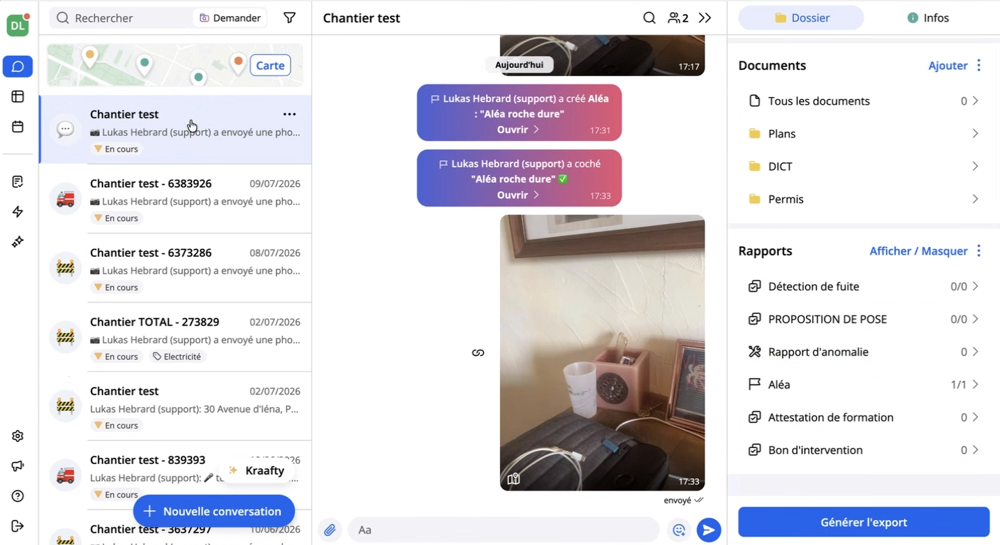 DL
Rechercher
Demander
Carte
Chantier test
Lukas Hebrard (support) a envoyé une pho...
En cours
Chantier test - 6383926
09/07/2026
Lukas Hebrard (support) a envoyé une pho...
En cours
Chantier test - 6373286
08/07/2026
Lukas Hebrard (support) a envoyé une pho...
En cours
Chantier TOTAL - 273829
02/07/2026
Lukas Hebrard (support) a envoyé une pho...
En cours
Electricité
Chantier test
02/07/2026
Lukas Hebrard (support): 30 Avenue d'Iéna, P...
En cours
Chantier test - 839393
Lukas Hebrard (support):
En cours
Kraafty
Nouvelle conversation
Chantier test - 3637297
10/06/2026
Chantier test
2
17:17
Aujourd'hui
Lukas Hebrard (support) a créé Aléa
: "Aléa roche dure"
Ouvrir
17:31
Lukas Hebrard (support) a coché
"Aléa roche dure"
Ouvrir
17:33
17:33
envoyé
Aa
Dossier
Infos
Documents
Ajouter
Tous les documents
0
Plans
DICT
Permis
Rapports
Afficher / Masquer
Détection de fuite
0/0
PROPOSITION DE POSE
0/0
Rapport d'anomalie
0
Aléa
1/1
Attestation de formation
0
Bon d'intervention
0
Générer l'export